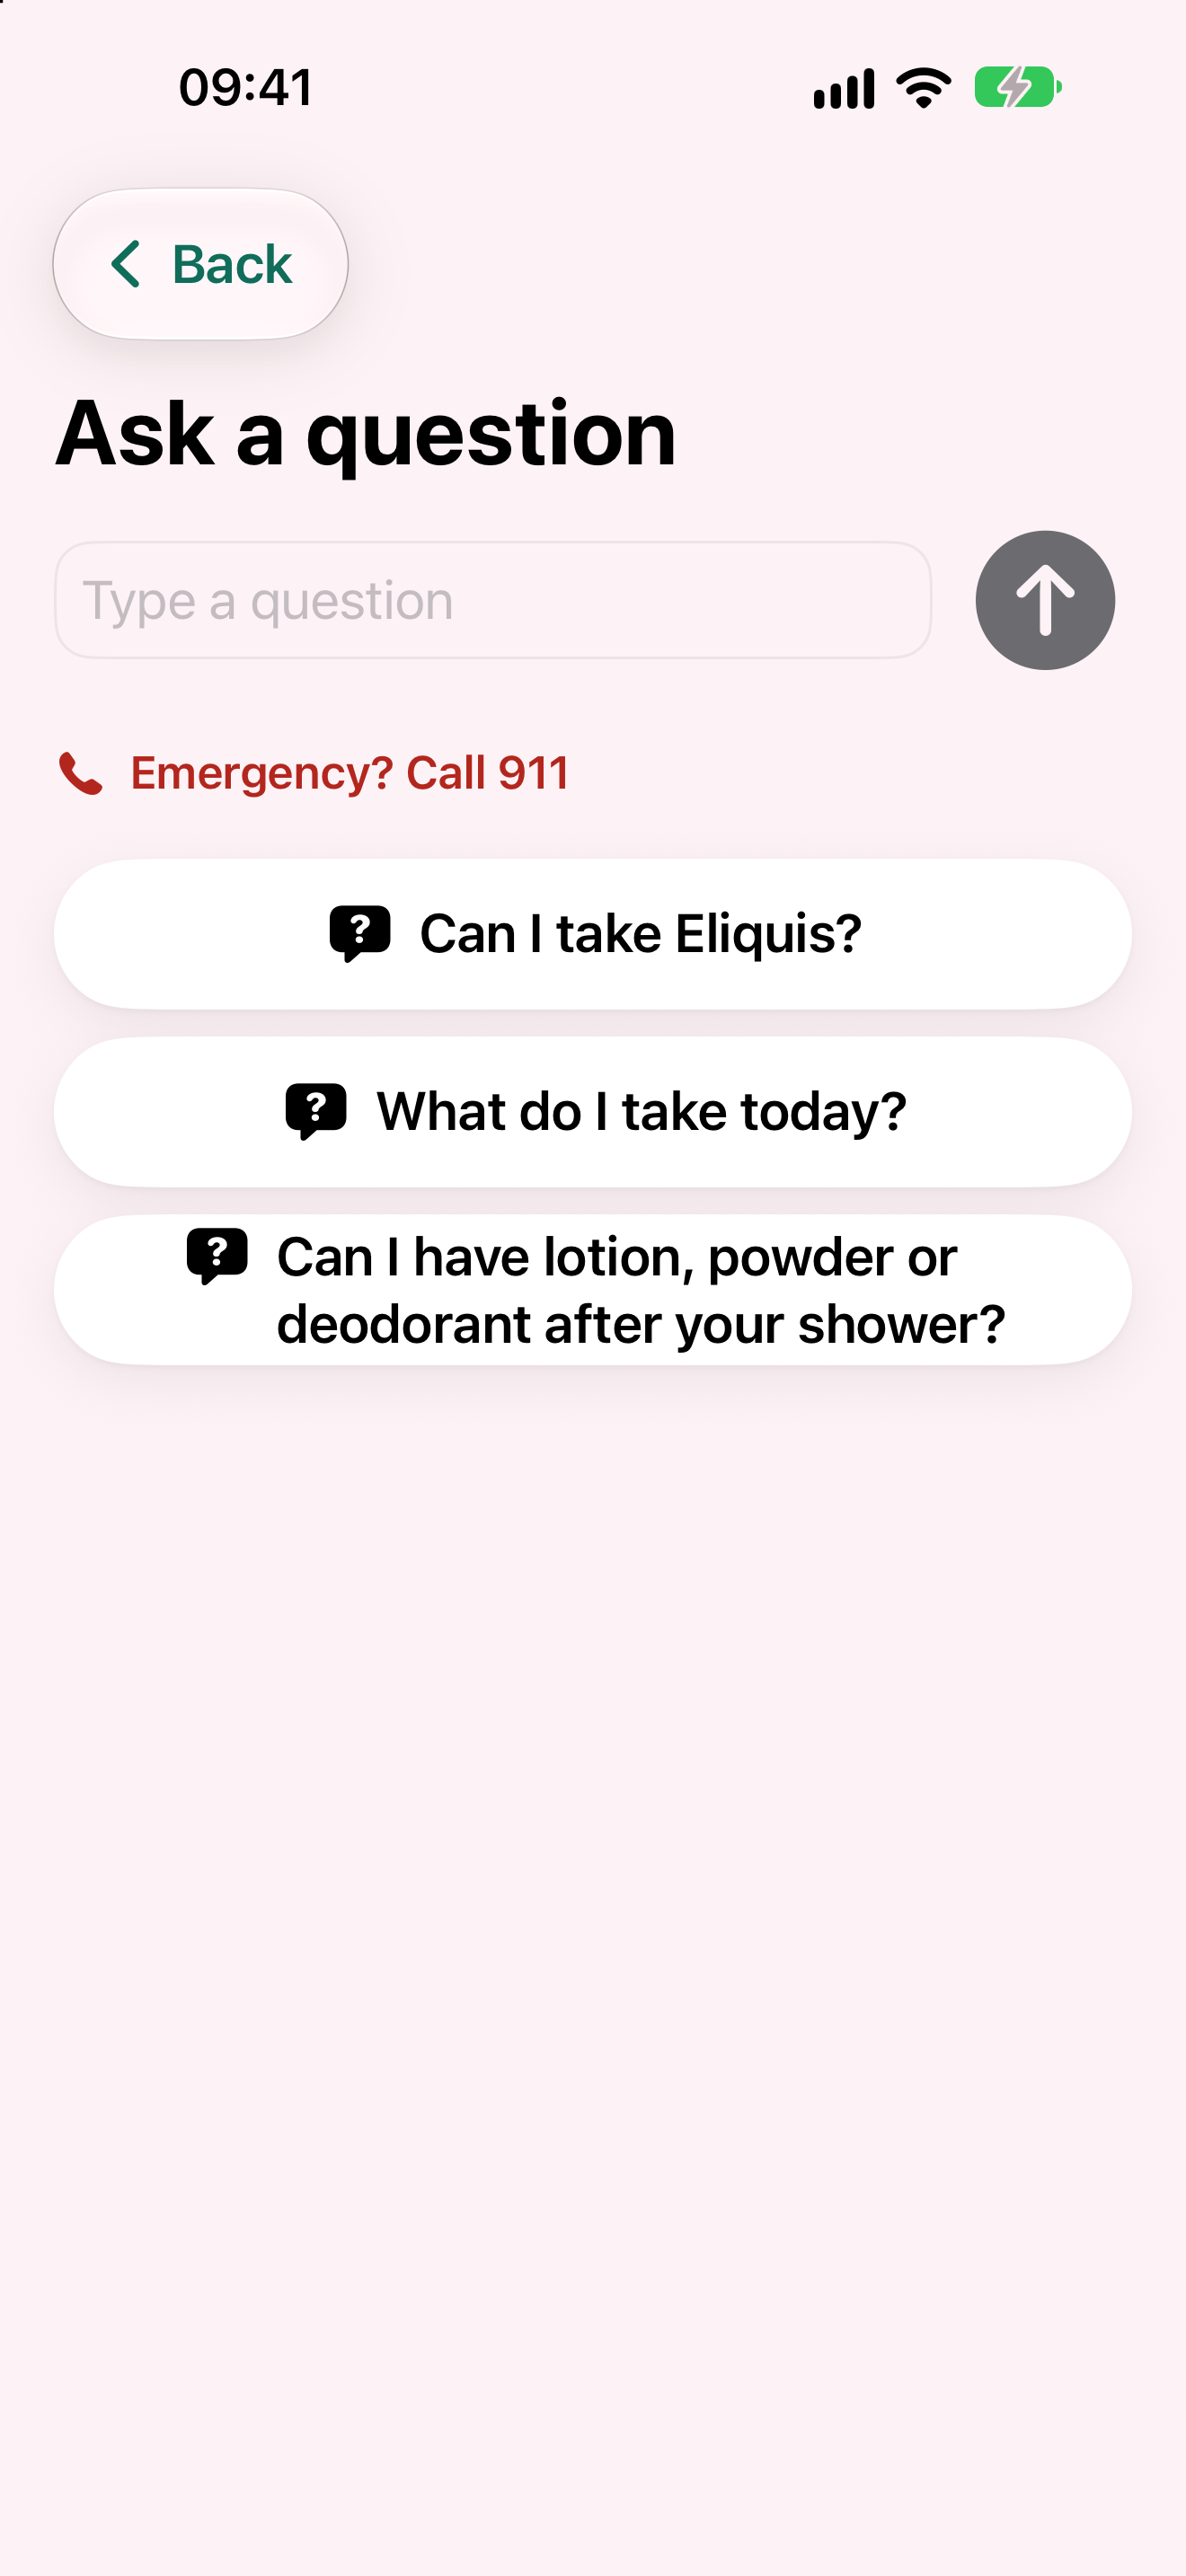 09:41
Back
Ask a question
Type a question
Emergency? Call 911
Can I take Eliquis?
What do I take today?
Can I have lotion, powder or
deodorant after your shower?